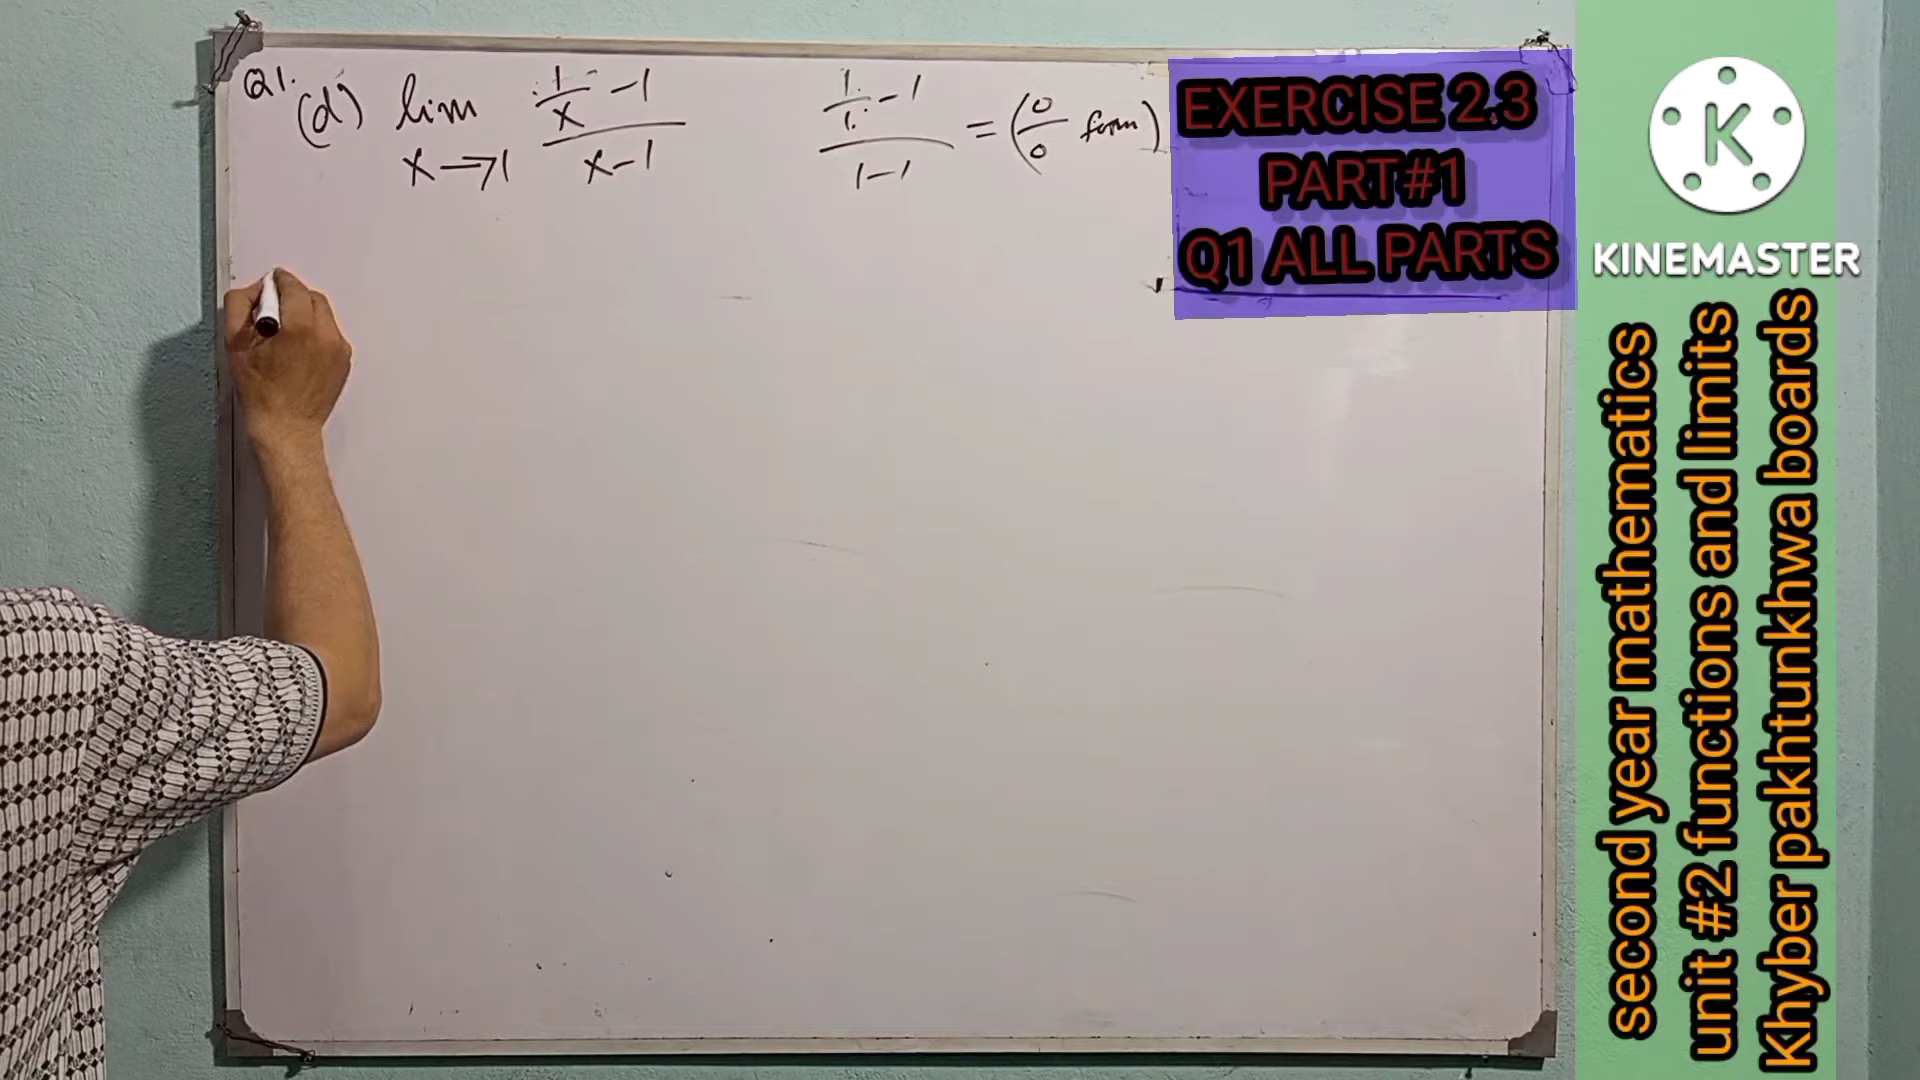 Q1. (d) lim x→1 (1/x - 1)/(x-1)    (1/1 - 1)/(1-1) = (0/0 form)
EXERCISE 2.3
PART#1
Q1 ALL PARTS
K
KINEMASTER
second year mathematics
unit #2 functions and limits
Khyber pakhtunkhwa boards